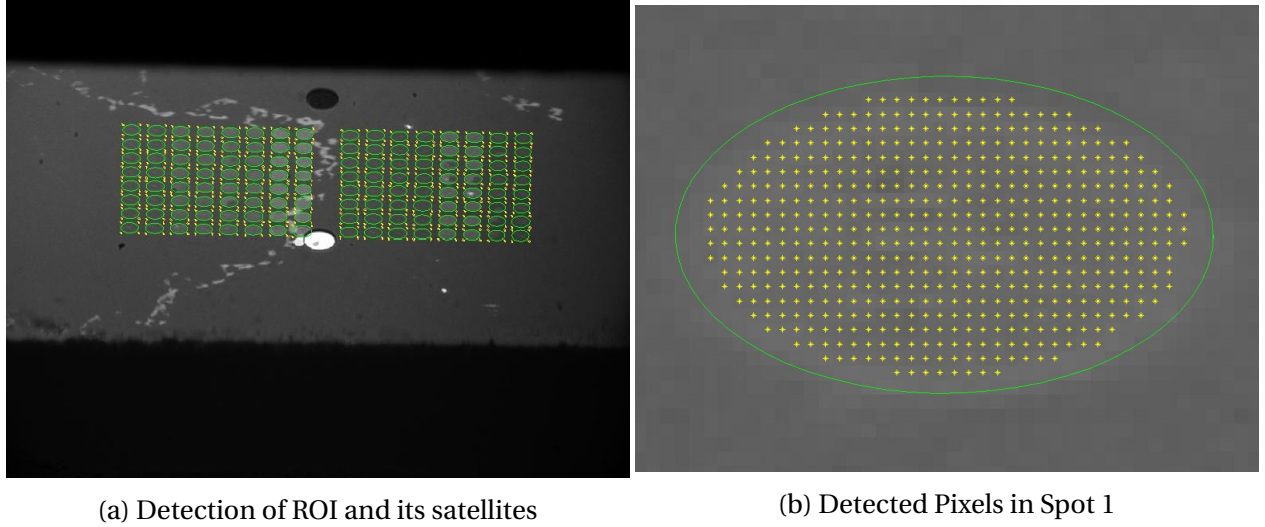 (a) Detection of ROI and its satellites
(b) Detected Pixels in Spot 1